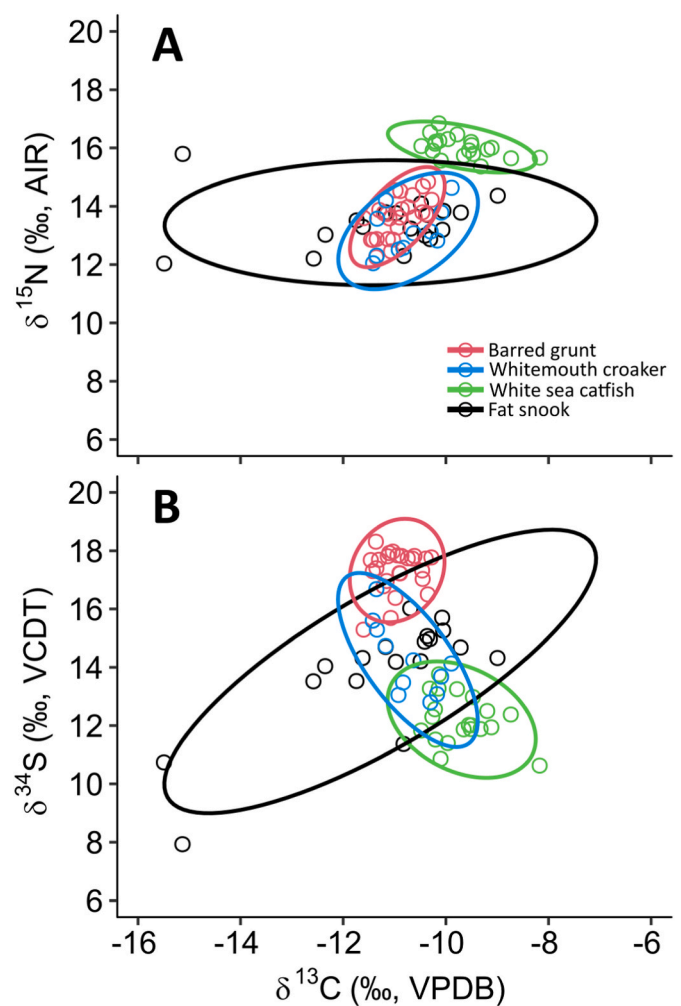 A
20
18
16
14
12
10
8
6
δ15N (‰, AIR)
Barred grunt
Whitemouth croaker
White sea catfish
Fat snook
B
20
18
16
14
12
10
8
6
δ34S (‰, VCDT)
-16 -14 -12 -10 -8 -6
δ13C (‰, VPDB)